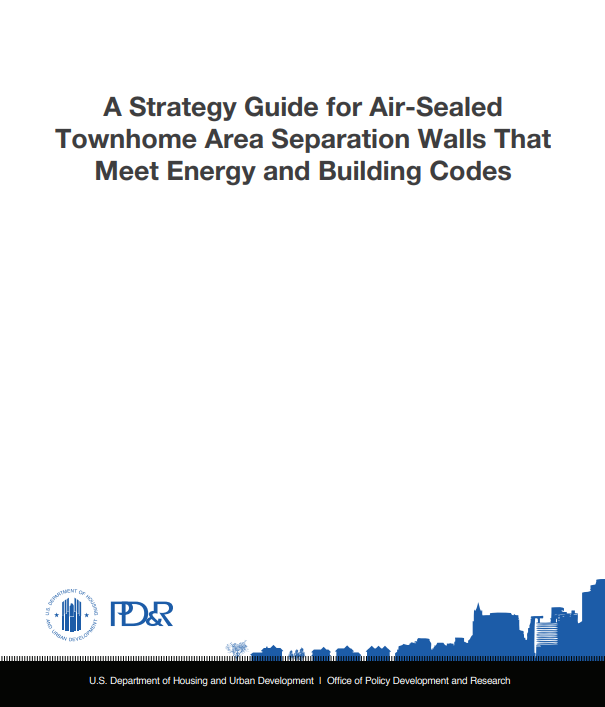 A Strategy Guide for Air-Sealed
Townhome Area Separation Walls That
Meet Energy and Building Codes
U.S. DEPARTMENT OF HOUSING
AND URBAN DEVELOPMENT
PD&R
U.S. Department of Housing and Urban Development | Office of Policy Development and Research